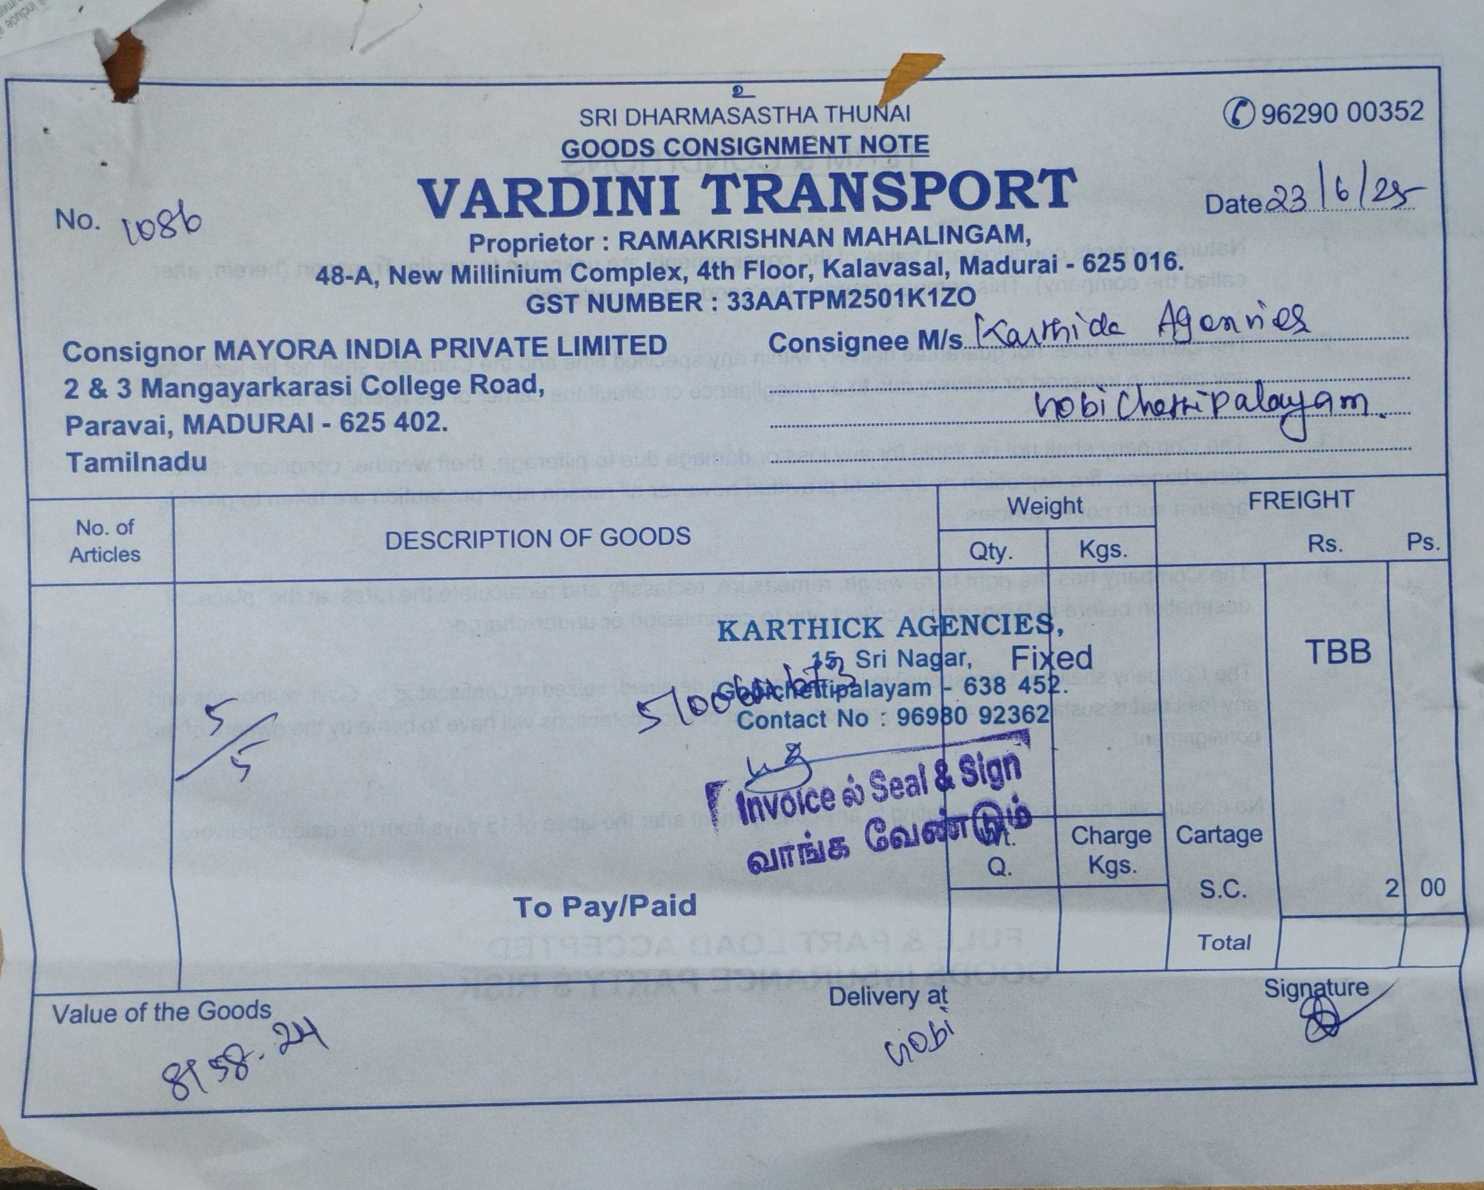 உ
SRI DHARMASASTHA THUNAI
✆ 96290 00352
GOODS CONSIGNMENT NOTE
VARDINI TRANSPORT
No. 1086
Date 23/6/25
Proprietor : RAMAKRISHNAN MAHALINGAM,
48-A, New Millinium Complex, 4th Floor, Kalavasal, Madurai - 625 016.
GST NUMBER : 33AATPM2501K1ZO
Consignor MAYORA INDIA PRIVATE LIMITED
2 & 3 Mangayarkarasi College Road,
Paravai, MADURAI - 625 402.
Tamilnadu
Consignee M/s. Karthick Agencies
Gobichettipalayam.
No. of Articles
DESCRIPTION OF GOODS
Weight
Qty.
Kgs.
FREIGHT
Rs.
Ps.
5/5
KARTHICK AGENCIES,
15, Sri Nagar,
Gobichettipalayam - 638 452.
Contact No : 96980 92362
Fixed
TBB
Invoice ல் Seal & Sign
வாங்க வேண்டும்
Q.
Charge
Kgs.
Cartage
S.C.
2 00
Total
To Pay/Paid
Value of the Goods
8958.24
Delivery at
Gobi
Signature